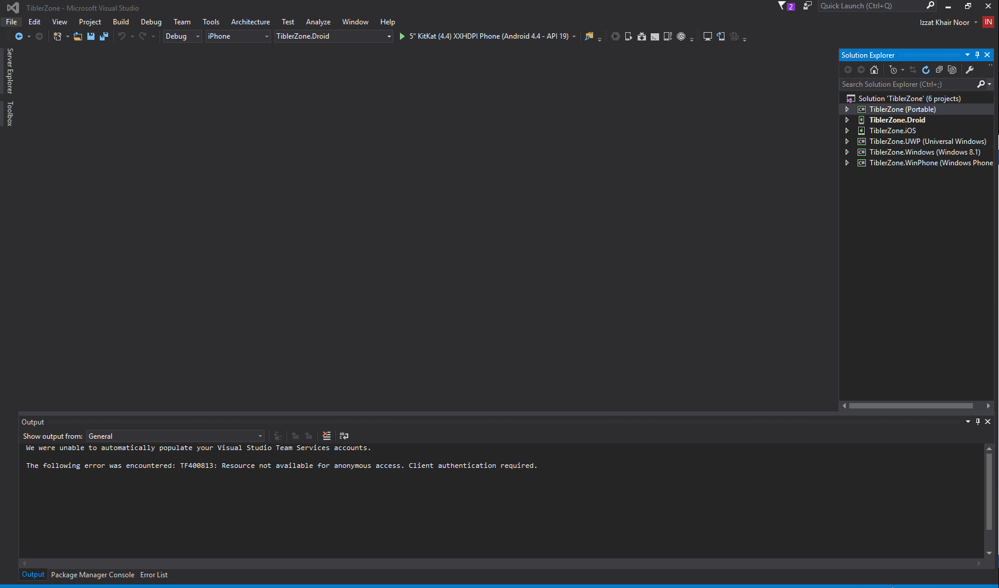 TiblerZone - Microsoft Visual Studio
2
Quick Launch (Ctrl+Q)
File Edit View Project Build Debug Team Tools Architecture Test Analyze Window Help
Izzat Khair Noor IN
Debug iPhone TiblerZone.Droid 5" KitKat (4.4) XXHDPI Phone (Android 4.4 - API 19)
Server Explorer
Toolbox
Solution Explorer
Search Solution Explorer (Ctrl+;)
Solution 'TiblerZone' (6 projects)
C# TiblerZone (Portable)
TiblerZone.Droid
TiblerZone.iOS
C# TiblerZone.UWP (Universal Windows)
C# TiblerZone.Windows (Windows 8.1)
C# TiblerZone.WinPhone (Windows Phone
Output
Show output from: General
We were unable to automatically populate your Visual Studio Team Services accounts.
The following error was encountered: TF400813: Resource not available for anonymous access. Client authentication required.
Output Package Manager Console Error List